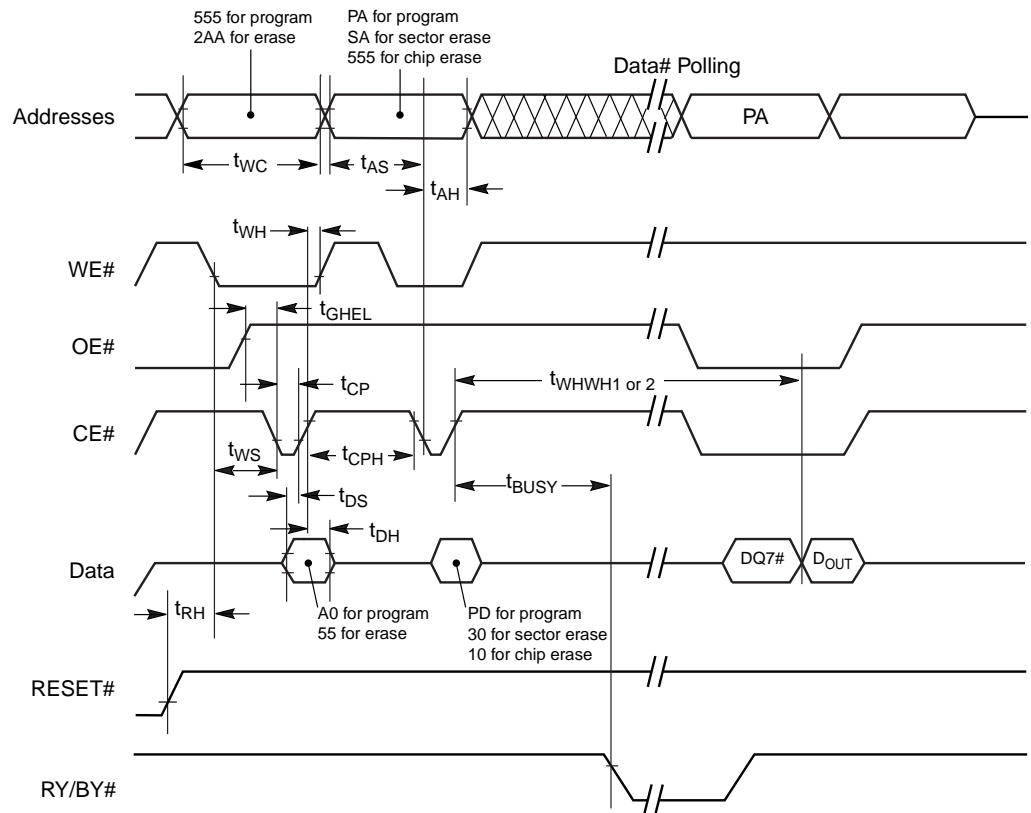 555 for program
2AA for erase
PA for program
SA for sector erase
555 for chip erase
Data# Polling
Addresses
PA
tWC
tAS
tAH
tWH
WE#
tGHEL
OE#
tCP
tWHWH1 or 2
CE#
tWS
tCPH
tBUSY
tDS
tDH
Data
DQ7#
DOUT
tRH
A0 for program
55 for erase
PD for program
30 for sector erase
10 for chip erase
RESET#
RY/BY#